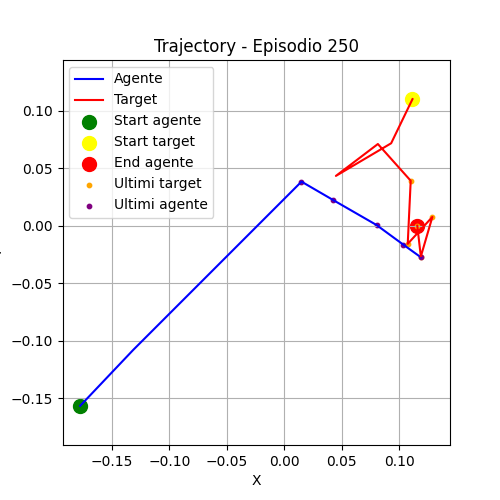 Trajectory - Episodio 250
Agente
Target
Start agente
Start target
End agente
Ultimi target
Ultimi agente
0.10
0.05
0.00
−0.05
−0.10
−0.15
−0.15
−0.10
−0.05
0.00
0.05
0.10
X